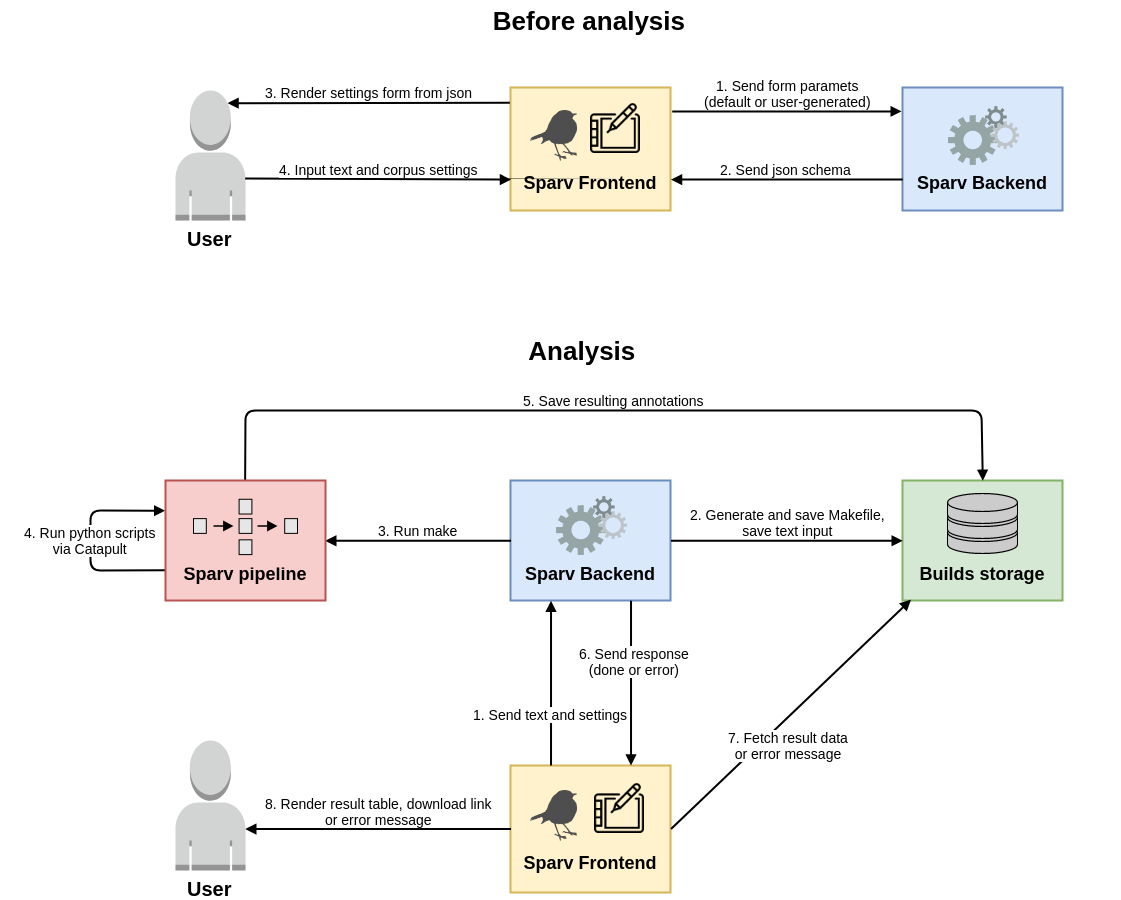 Before analysis
3. Render settings form from json
1. Send form paramets
(default or user-generated)
4. Input text and corpus settings
2. Send json schema
Sparv Frontend
Sparv Backend
User
Analysis
5. Save resulting annotations
4. Run python scripts
via Catapult
3. Run make
2. Generate and save Makefile,
save text input
Sparv pipeline
Sparv Backend
Builds storage
6. Send response
(done or error)
1. Send text and settings
7. Fetch result data
or error message
8. Render result table, download link
or error message
Sparv Frontend
User